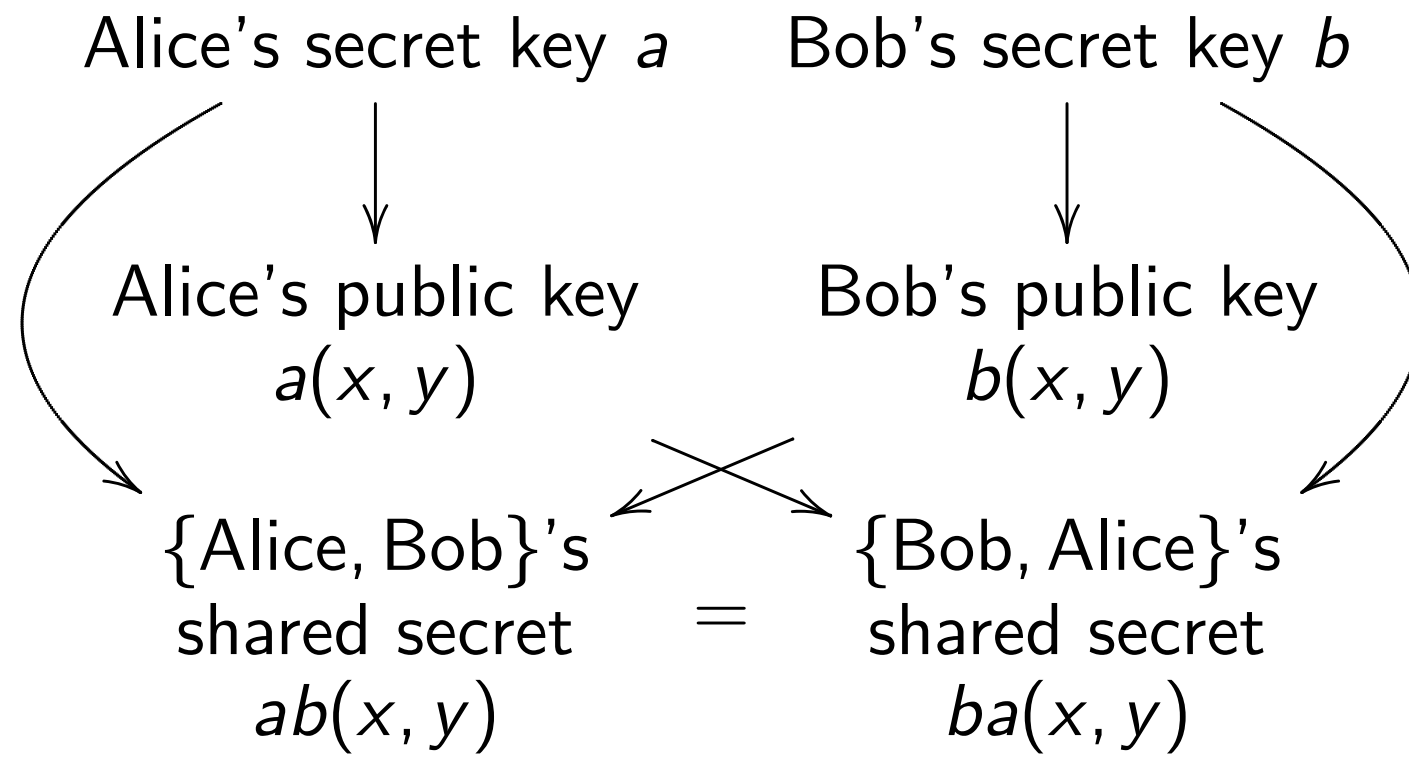 Alice's secret key a
Bob's secret key b
Alice's public key
a(x, y)
Bob's public key
b(x, y)
{Alice, Bob}'s
shared secret
ab(x, y)
=
{Bob, Alice}'s
shared secret
ba(x, y)